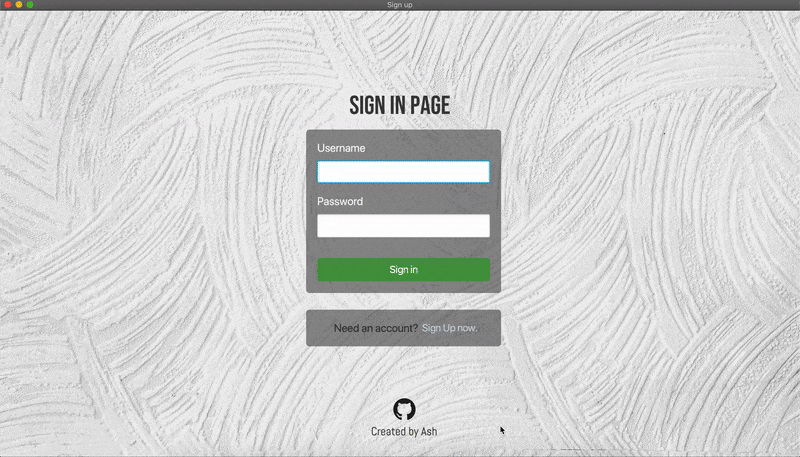 Sign up
SIGN IN PAGE
Username
Password
Sign in
Need an account? Sign Up now.
Created by Ash